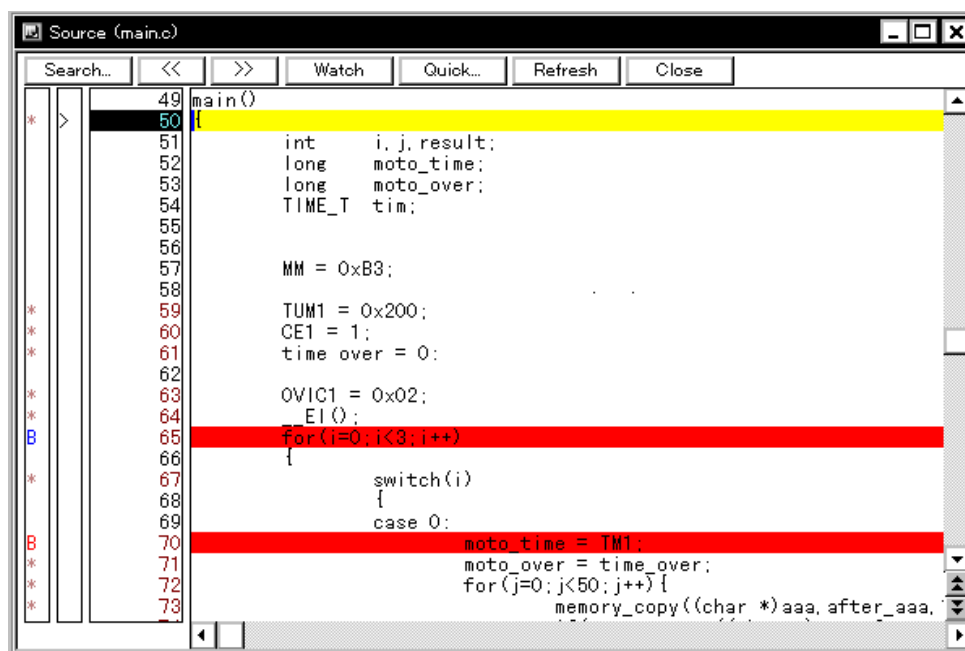 Source (main.c)
Search... << >> Watch Quick... Refresh Close
49 main()
* > 50 {
51 int i,j,result;
52 long moto_time;
53 long moto_over;
54 TIME_T tim;
55
56
57 MM = 0xB3;
58
* 59 TUM1 = 0x200;
* 60 CE1 = 1;
* 61 time over = 0:
62
* 63 OVIC1 = 0x02;
* 64 __EI();
B 65 for(i=0;i<3;i++)
66 {
* 67 switch(i)
68 {
69 case 0:
B 70 moto_time = TM1;
* 71 moto_over = time_over;
* 72 for(j=0;j<50;j++){
* 73 memory_copy((char *)aaa,after_aaa,